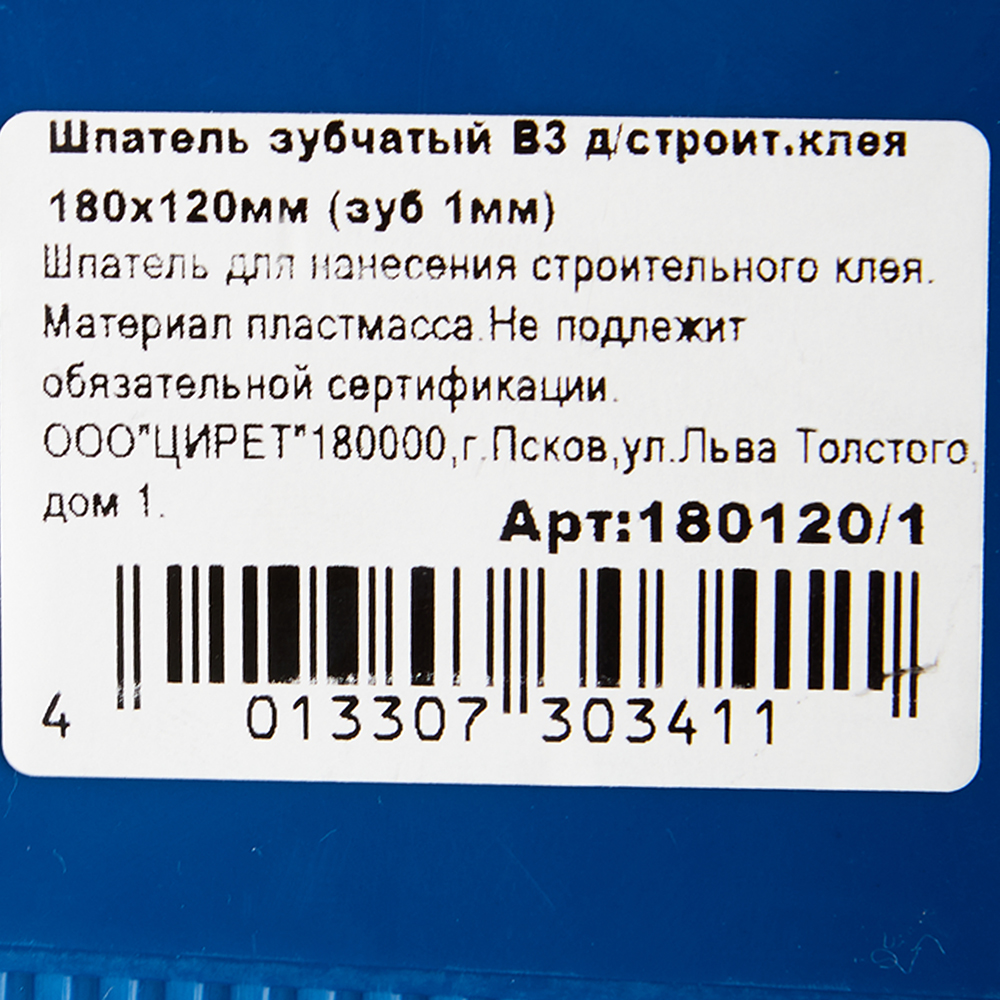 Шпатель зубчатый В3 д/строит.клея
180х120мм (зуб 1мм)
Шпатель для нанесения строительного клея.
Материал пластмасса.Не подлежит
обязательной сертификации.
ООО"ЦИРЕТ"180000,г.Псков,ул.Льва Толстого,
дом 1.
Арт:180120/1
4 013307 303411